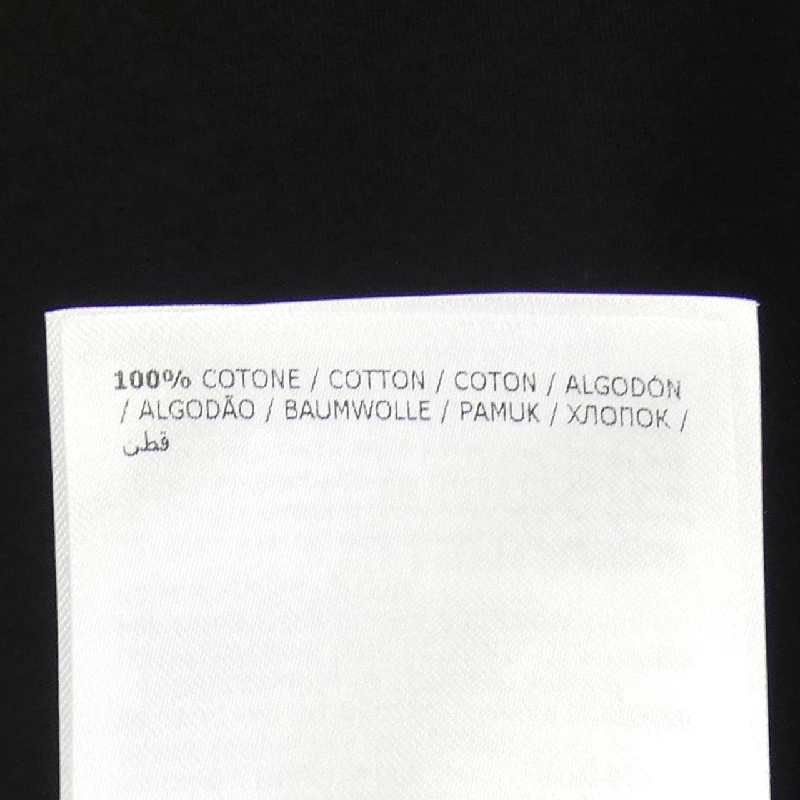 100% COTONE / COTTON / COTON / ALGODÓN
/ ALGODÃO / BAUMWOLLE / PAMUK / ХЛОПОК /
قطن